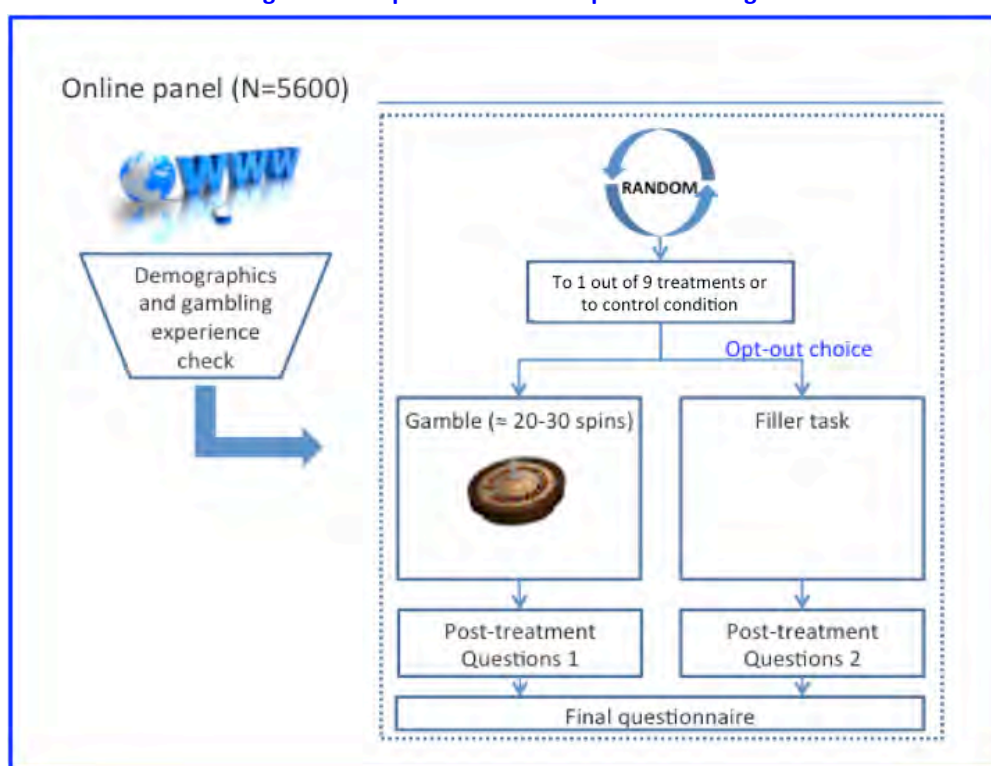 Online panel (N=5600)
WWW
RANDOM
To 1 out of 9 treatments or
to control condition
Demographics
and gambling
experience
check
Opt-out choice
Gamble (≈ 20-30 spins)
Filler task
Post-treatment
Questions 1
Post-treatment
Questions 2
Final questionnaire